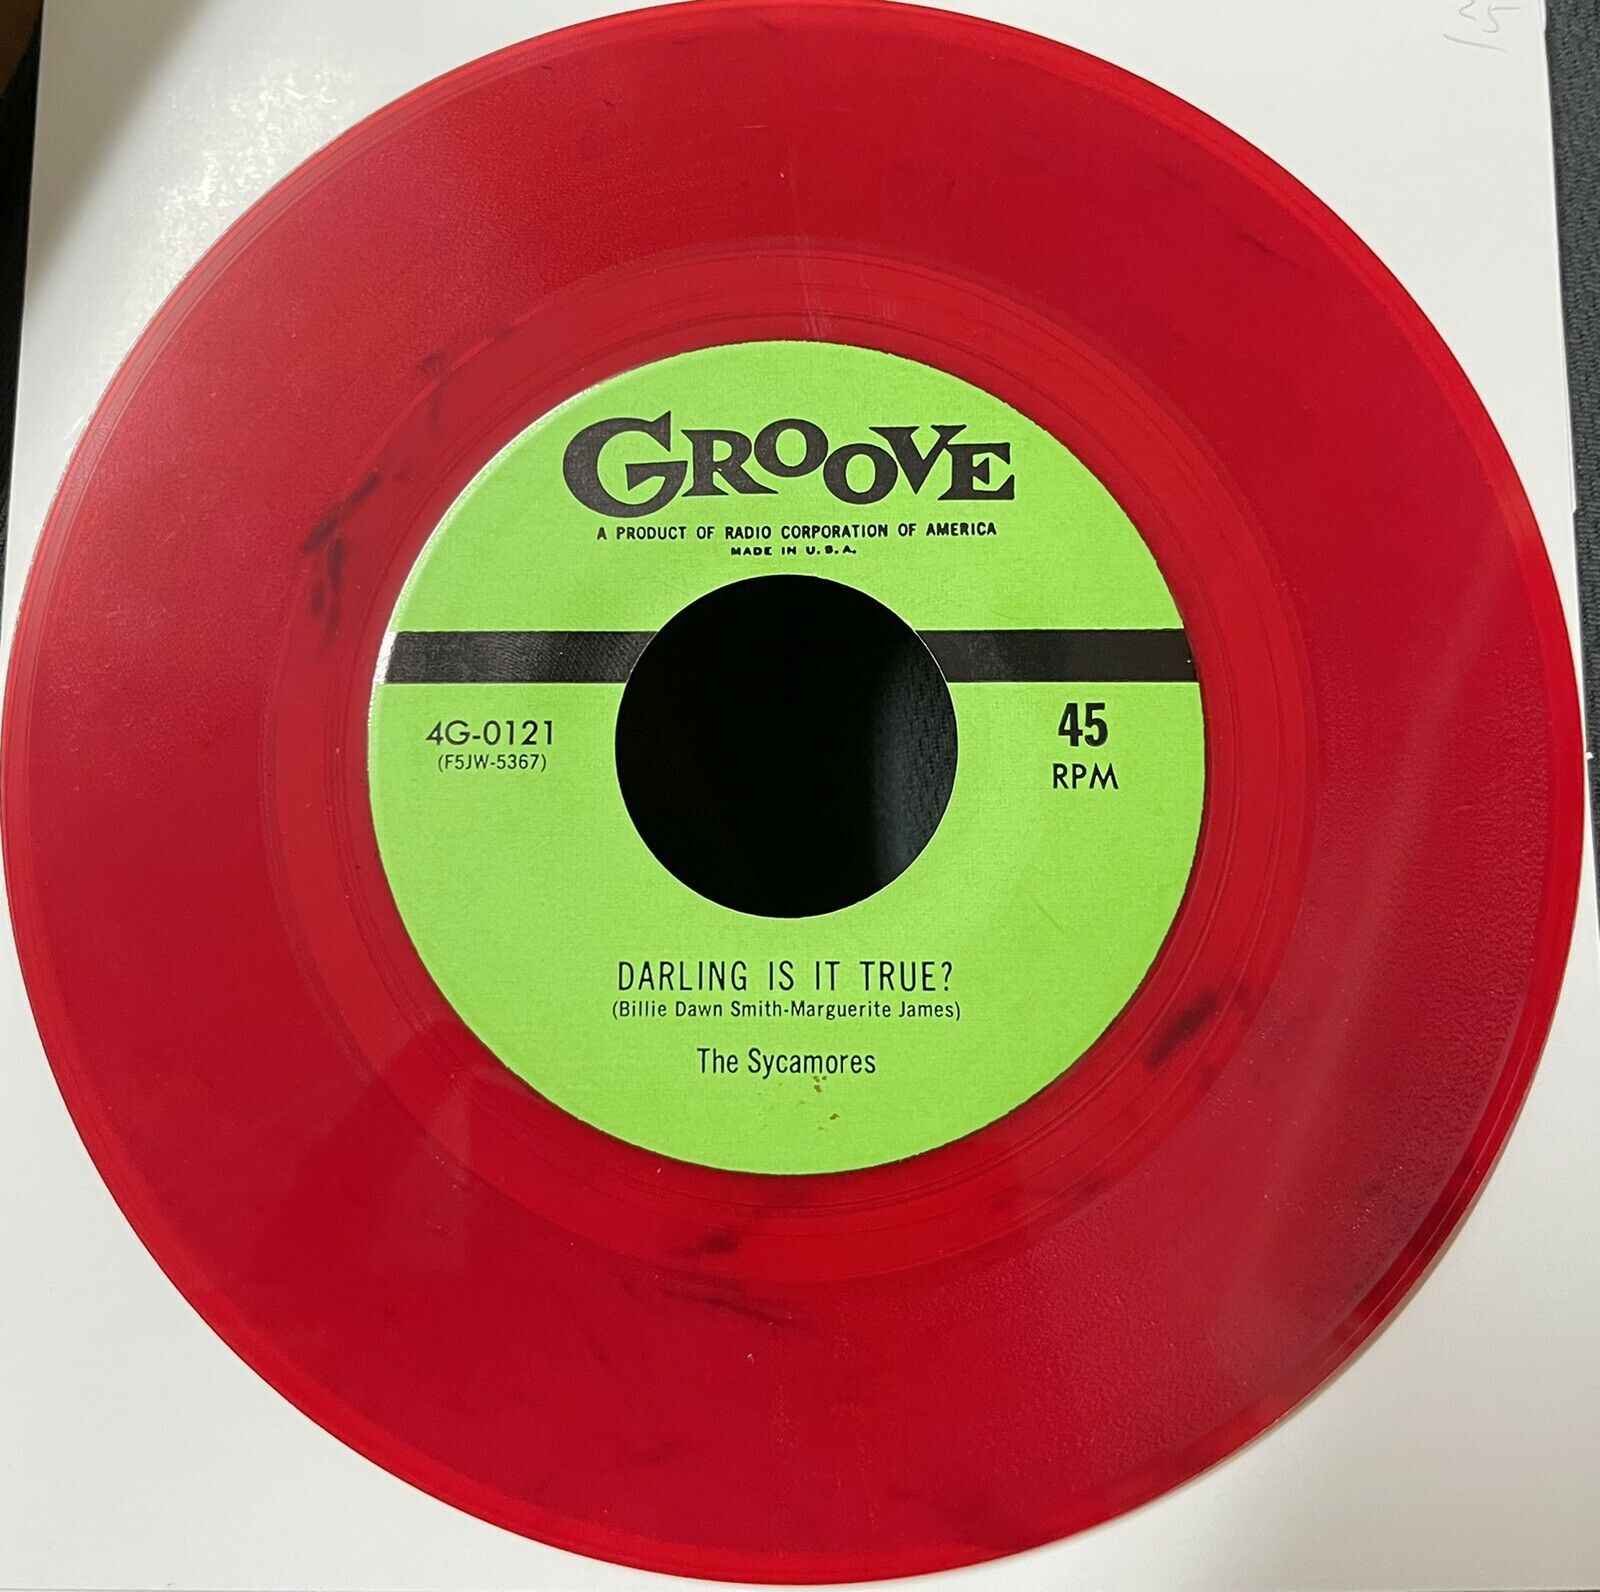 GROOVE
A PRODUCT OF RADIO CORPORATION OF AMERICA
MADE IN U.S.A.
4G-0121
(F5JW-5367)
45
RPM
DARLING IS IT TRUE?
(Billie Dawn Smith-Marguerite James)
The Sycamores